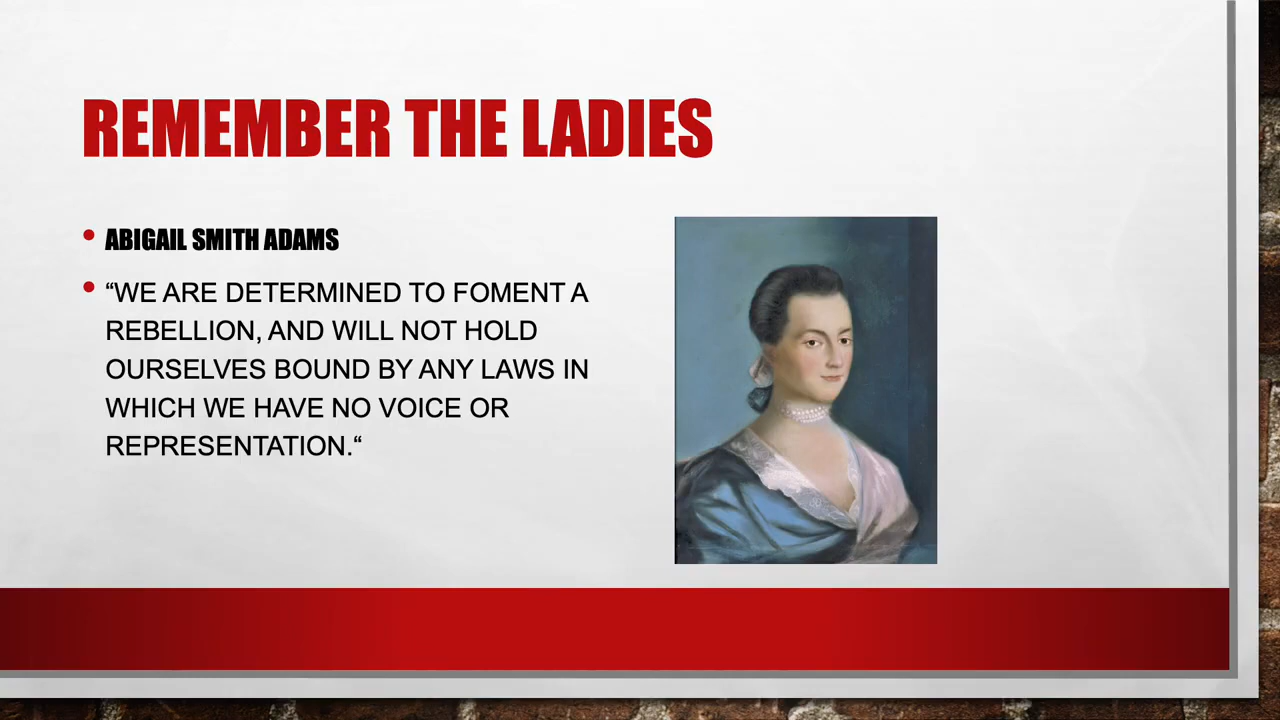 REMEMBER THE LADIES
• ABIGAIL SMITH ADAMS
• “WE ARE DETERMINED TO FOMENT A
REBELLION, AND WILL NOT HOLD
OURSELVES BOUND BY ANY LAWS IN
WHICH WE HAVE NO VOICE OR
REPRESENTATION.“